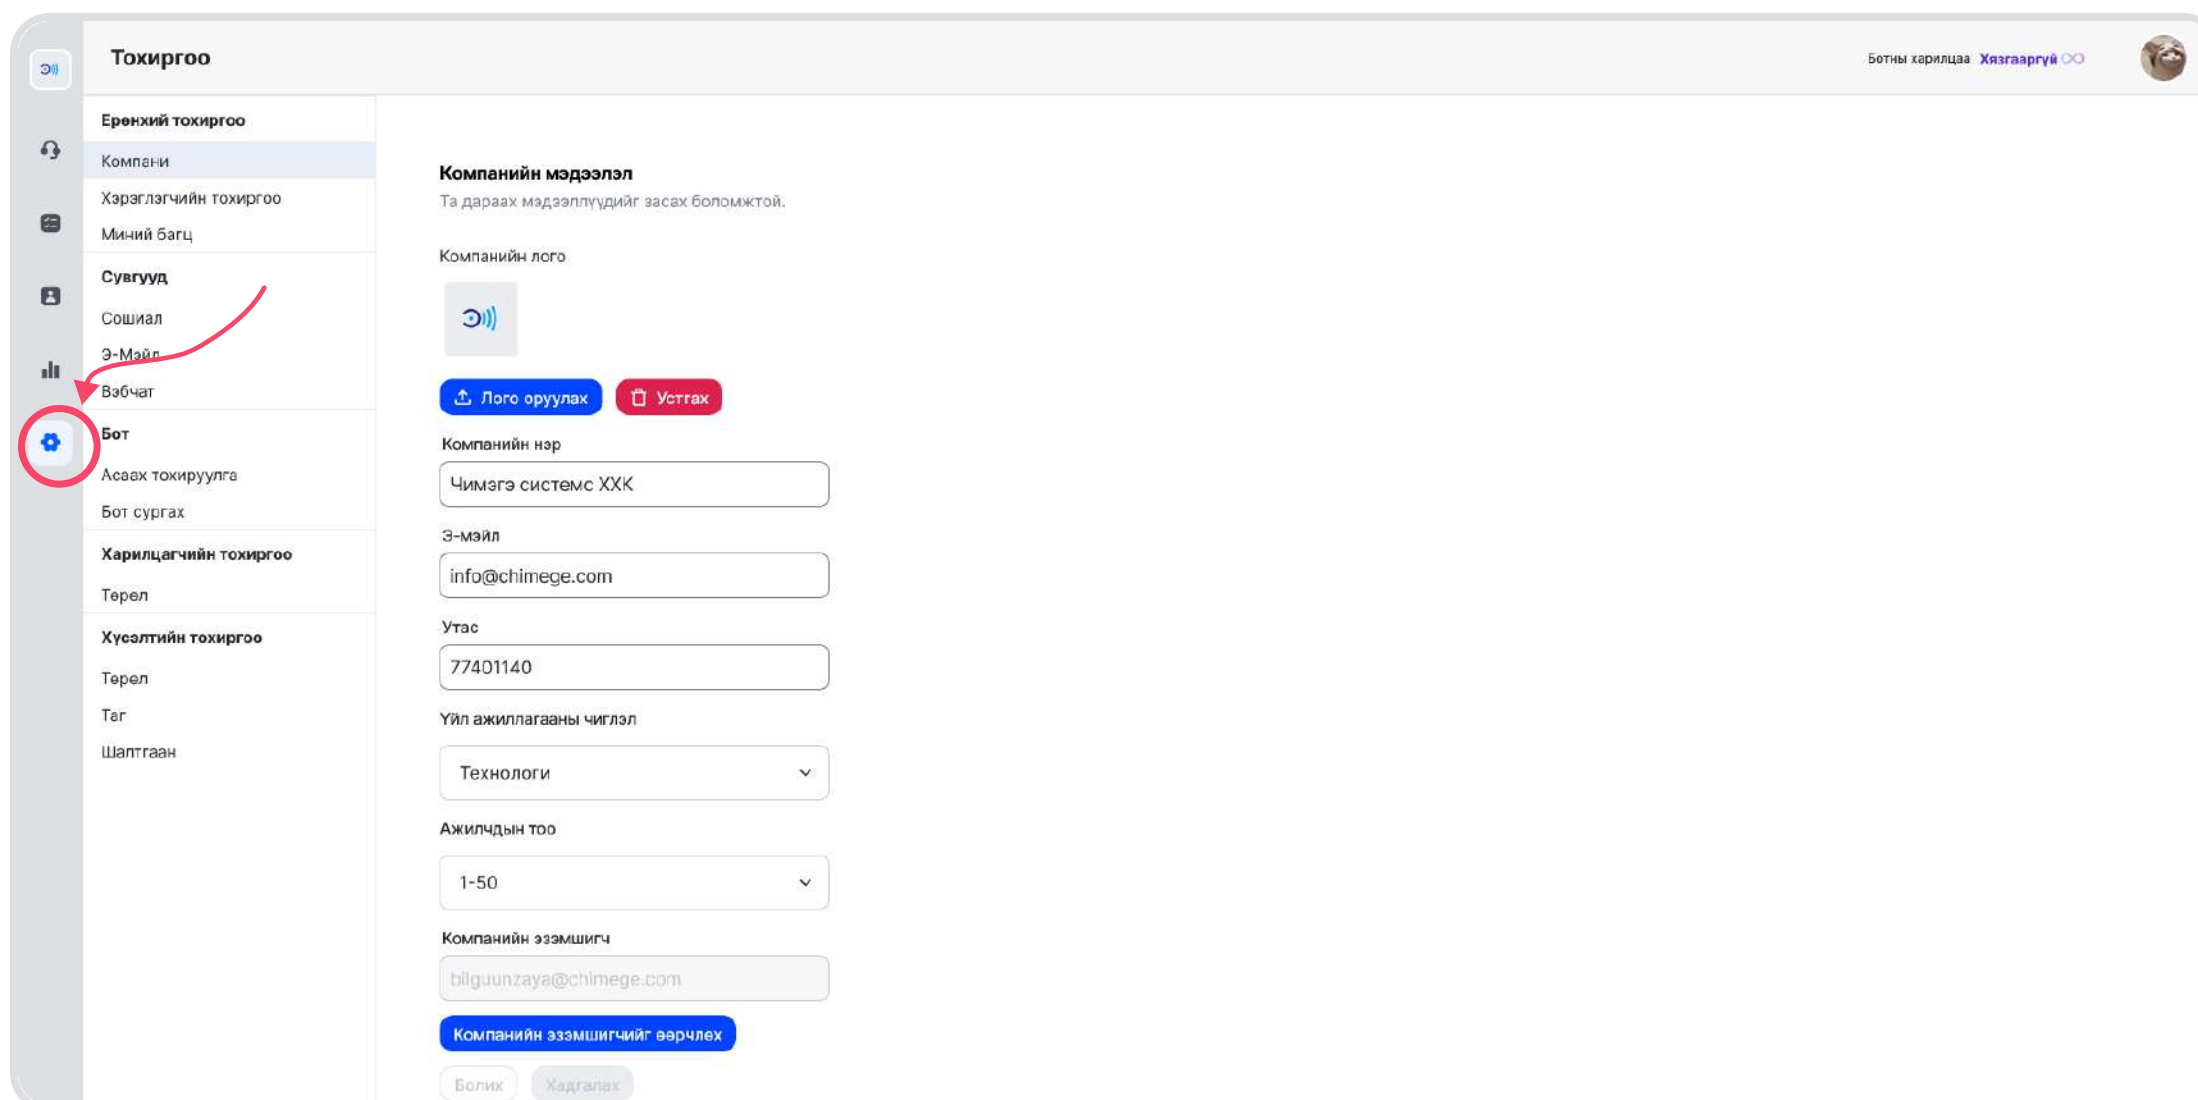 Тохиргоо
Ботны харилцаа Хязгааргүй
Ерөнхий тохиргоо
Компани
Хэрэглэгчийн тохиргоо
Миний багц
Сувгууд
Сошиал
Э-Мэйл
Вэбчат
Бот
Асаах тохируулга
Бот сургах
Харилцагчийн тохиргоо
Төрөл
Хүсэлтийн тохиргоо
Төрөл
Таг
Шалтгаан
Компанийн мэдээлэл
Та дараах мэдээллүүдийг засах боломжтой.
Компанийн лого
Лого оруулах Устгах
Компанийн нэр
Чимэгэ системс ХХК
Э-мэйл
info@chimege.com
Утас
77401140
Үйл ажиллагааны чиглэл
Технологи
Ажилчдын тоо
1-50
Компанийн эзэмшигч
bilguunzaya@chimege.com
Компанийн эзэмшигчийг өөрчлөх
Болих Хадгалах